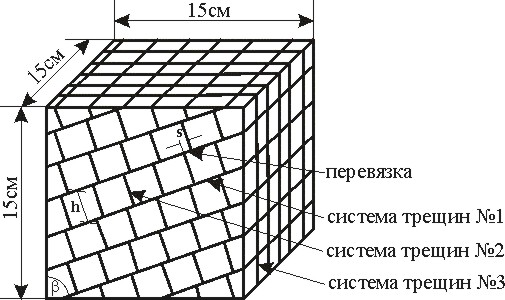 15см
15см
15см
s
перевязка
h
система трещин №1
система трещин №2
β
система трещин №3